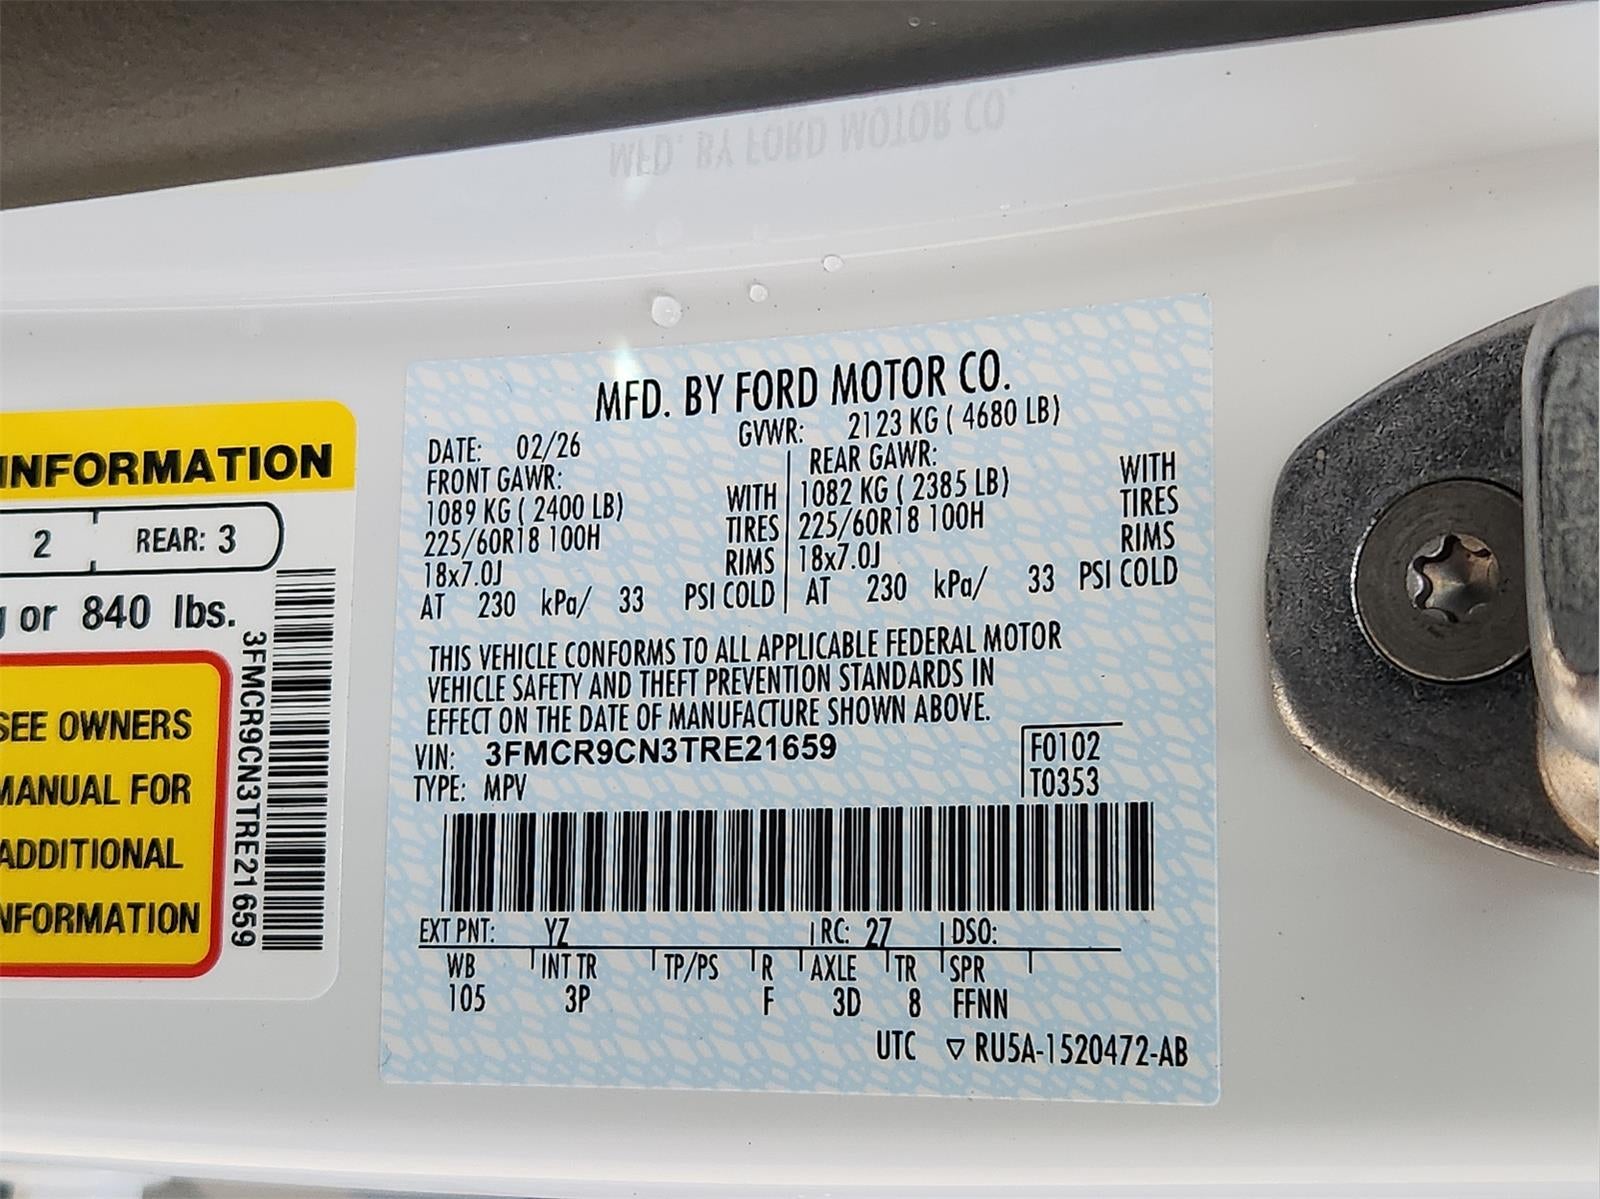 MFD. BY FORD MOTOR CO.
MFD. BY FORD MOTOR CO.
DATE: 02/26 GVWR: 2123 KG ( 4680 LB)
FRONT GAWR: REAR GAWR:
1089 KG ( 2400 LB) WITH 1082 KG ( 2385 LB) WITH
225/60R18 100H TIRES 225/60R18 100H TIRES
18x7.0J RIMS 18x7.0J RIMS
AT 230 kPa/ 33 PSI COLD AT 230 kPa/ 33 PSI COLD
THIS VEHICLE CONFORMS TO ALL APPLICABLE FEDERAL MOTOR
VEHICLE SAFETY AND THEFT PREVENTION STANDARDS IN
EFFECT ON THE DATE OF MANUFACTURE SHOWN ABOVE.
VIN: 3FMCR9CN3TRE21659 F0102
TYPE: MPV T0353
EXT PNT: YZ RC: 27 DSO:
WB INT TR TP/PS R AXLE TR SPR
105 3P F 3D 8 FFNN
UTC ▽ RU5A-1520472-AB
INFORMATION
2 REAR: 3
g or 840 lbs.
SEE OWNERS
MANUAL FOR
ADDITIONAL
INFORMATION
3FMCR9CN3TRE21659